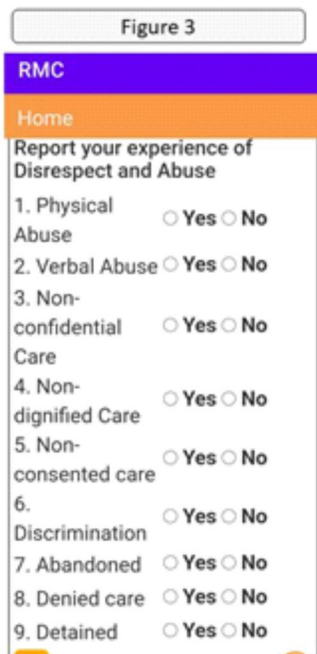 Figure 3
RMC
Home
Report your experience of
Disrespect and Abuse
1. Physical
Abuse
Yes No
2. Verbal Abuse Yes No
3. Non-
confidential
Care
Yes No
4. Non-
dignified Care
Yes No
5. Non-
consented care
Yes No
6.
Discrimination
Yes No
7. Abandoned Yes No
8. Denied care Yes No
9. Detained Yes No